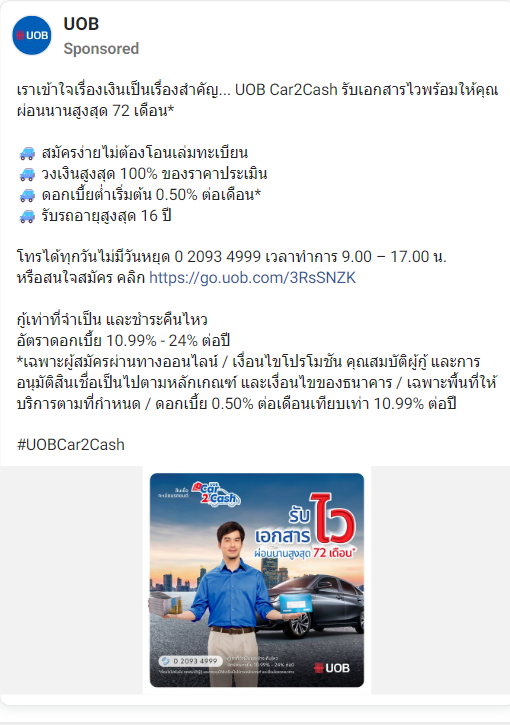 UOB
UOB
Sponsored
เราเข้าใจเรื่องเงินเป็นเรื่องสำคัญ... UOB Car2Cash รับเอกสารไวพร้อมให้คุณ
ผ่อนนานสูงสุด 72 เดือน*
สมัครง่ายไม่ต้องโอนเล่มทะเบียน
วงเงินสูงสุด 100% ของราคาประเมิน
ดอกเบี้ยต่ำเริ่มต้น 0.50% ต่อเดือน*
รับรถอายุสูงสุด 16 ปี
โทรได้ทุกวันไม่มีวันหยุด 0 2093 4999 เวลาทำการ 9.00 – 17.00 น.
หรือสนใจสมัคร คลิก https://go.uob.com/3RsSNZK
กู้เท่าที่จำเป็น และชำระคืนไหว
อัตราดอกเบี้ย 10.99% - 24% ต่อปี
*เฉพาะผู้สมัครผ่านทางออนไลน์ / เงื่อนไขโปรโมชัน คุณสมบัติผู้กู้ และการ
อนุมัติสินเชื่อเป็นไปตามหลักเกณฑ์ และเงื่อนไขของธนาคาร / เฉพาะพื้นที่ให้
บริการตามที่กำหนด / ดอกเบี้ย 0.50% ต่อเดือนเทียบเท่า 10.99% ต่อปี
#UOBCar2Cash
สินเชื่อ
ทะเบียนรถยนต์
Car
2Cash
รับ
เอกสาร ไว
ผ่อนนานสูงสุด 72 เดือน*
0 2093 4999
UOB